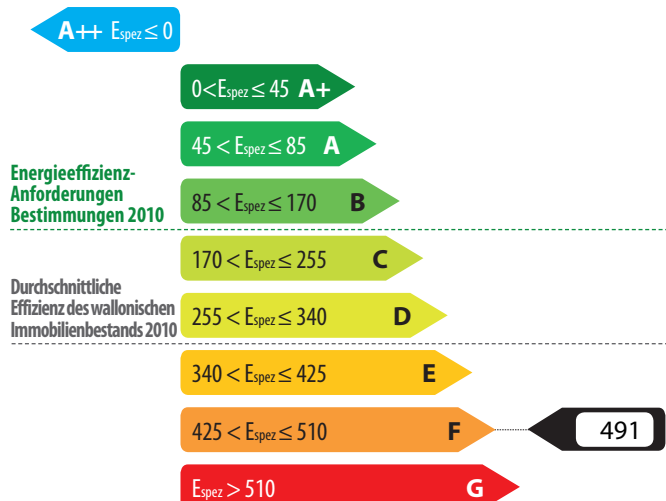 A++ Espez ≤ 0
0<Espez ≤ 45 A+
45 < Espez ≤ 85 A
Energieeffizienz-
Anforderungen
Bestimmungen 2010
85 < Espez ≤ 170 B
170 < Espez ≤ 255 C
Durchschnittliche
Effizienz des wallonischen
Immobilienbestands 2010
255 < Espez ≤ 340 D
340 < Espez ≤ 425 E
425 < Espez ≤ 510 F 491
Espez > 510 G